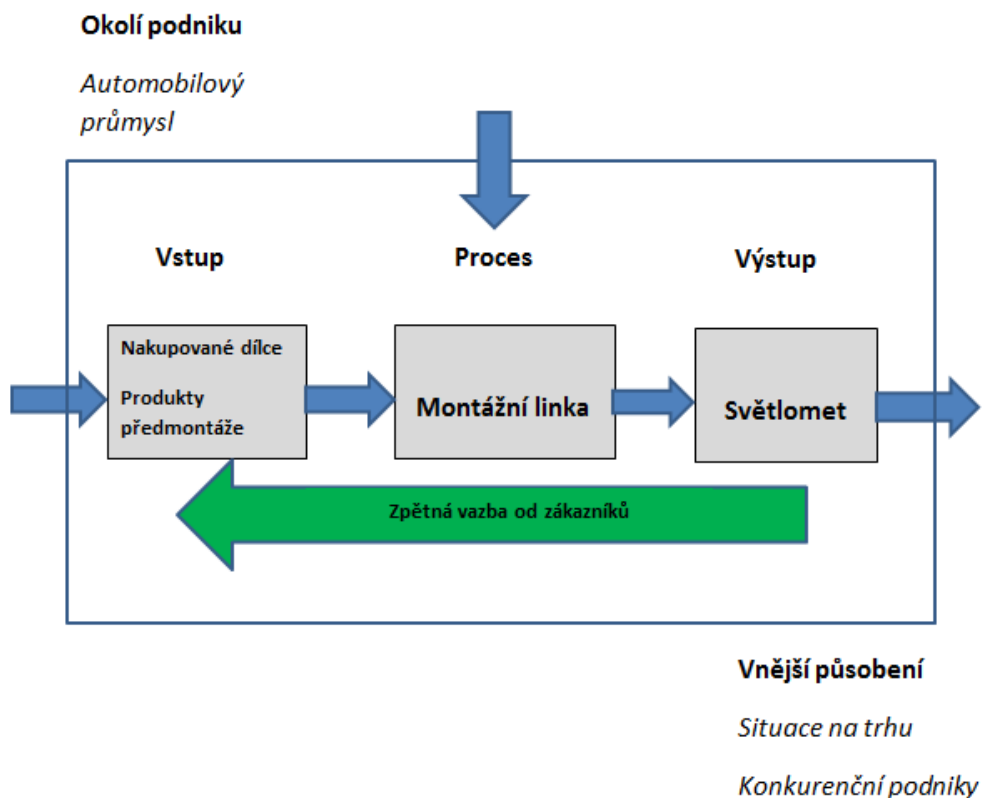 Okolí podniku
Automobilový
průmysl
Vstup
Proces
Výstup
Nakupované dílce
Produkty
předmontáže
Montážní linka
Světlomet
Zpětná vazba od zákazníků
Vnější působení
Situace na trhu
Konkurenční podniky